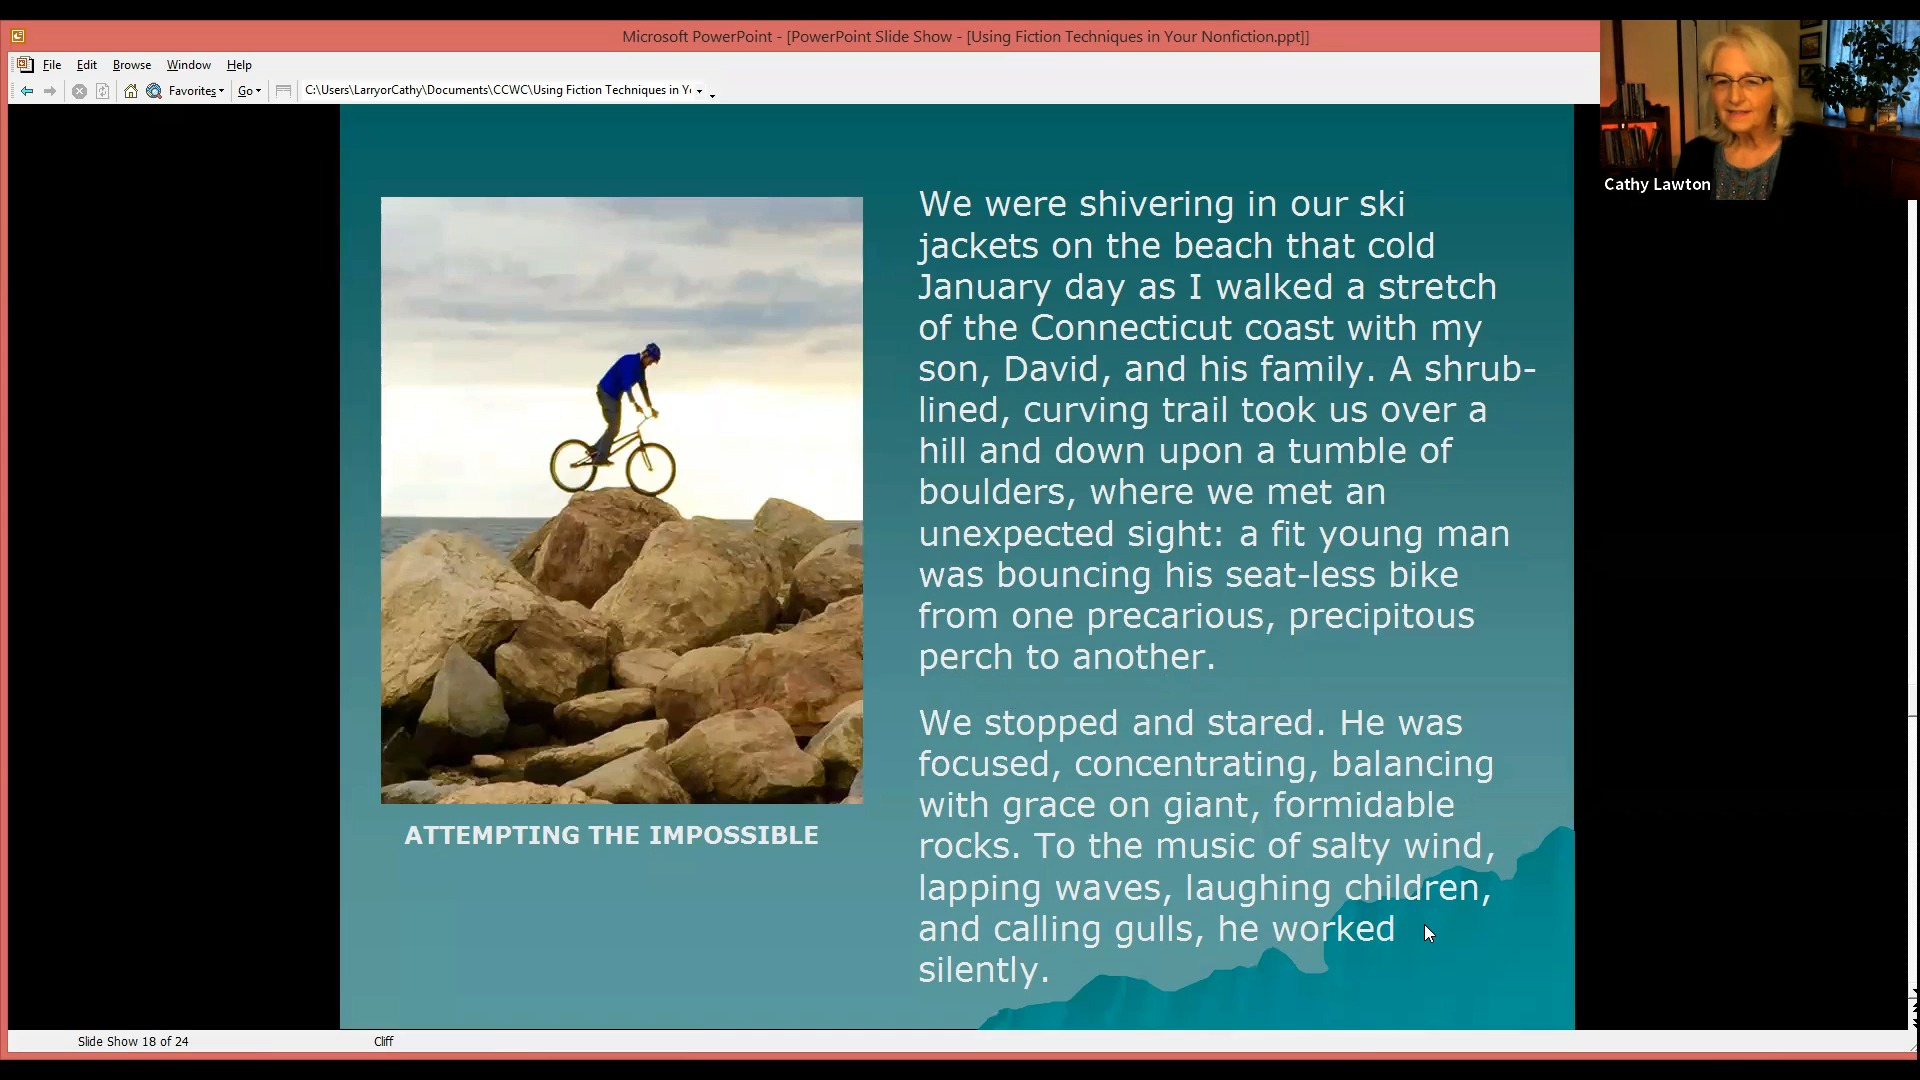 Microsoft PowerPoint - [PowerPoint Slide Show - [Using Fiction Techniques in Your Nonfiction.ppt]]
File Edit Browse Window Help
Favorites Go C:\Users\LarryorCathy\Documents\CCWC\Using Fiction Techniques in Y
Cathy Lawton
We were shivering in our ski
jackets on the beach that cold
January day as I walked a stretch
of the Connecticut coast with my
son, David, and his family. A shrub-
lined, curving trail took us over a
hill and down upon a tumble of
boulders, where we met an
unexpected sight: a fit young man
was bouncing his seat-less bike
from one precarious, precipitous
perch to another.
We stopped and stared. He was
focused, concentrating, balancing
with grace on giant, formidable
rocks. To the music of salty wind,
lapping waves, laughing children,
and calling gulls, he worked
silently.
ATTEMPTING THE IMPOSSIBLE
Slide Show 18 of 24 Cliff